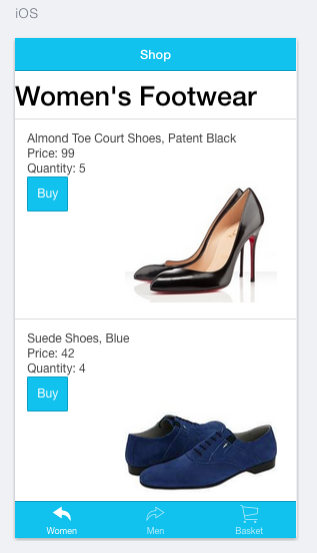 iOS
Shop
Women's Footwear
Almond Toe Court Shoes, Patent Black
Price: 99
Quantity: 5
Buy
Suede Shoes, Blue
Price: 42
Quantity: 4
Buy
Women
Men
Basket